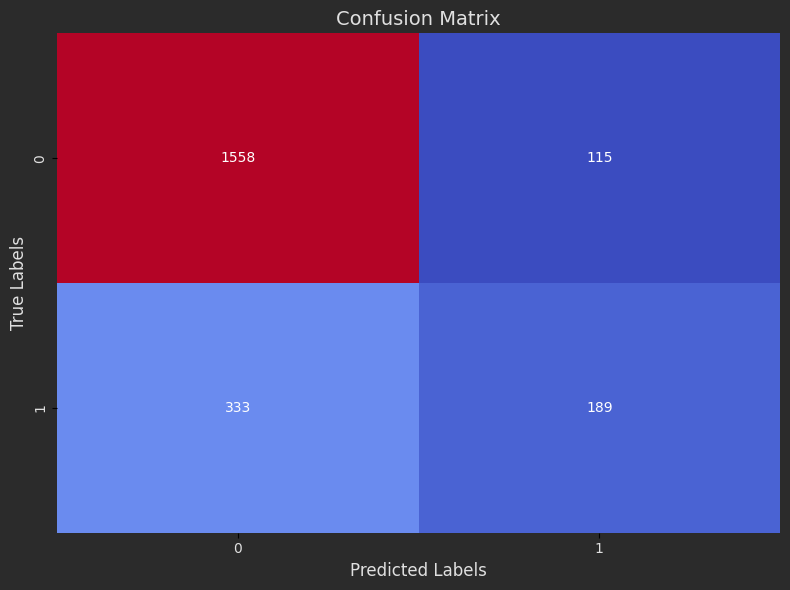 Confusion Matrix
True Labels
0
1558
115
1
333
189
0
1
Predicted Labels